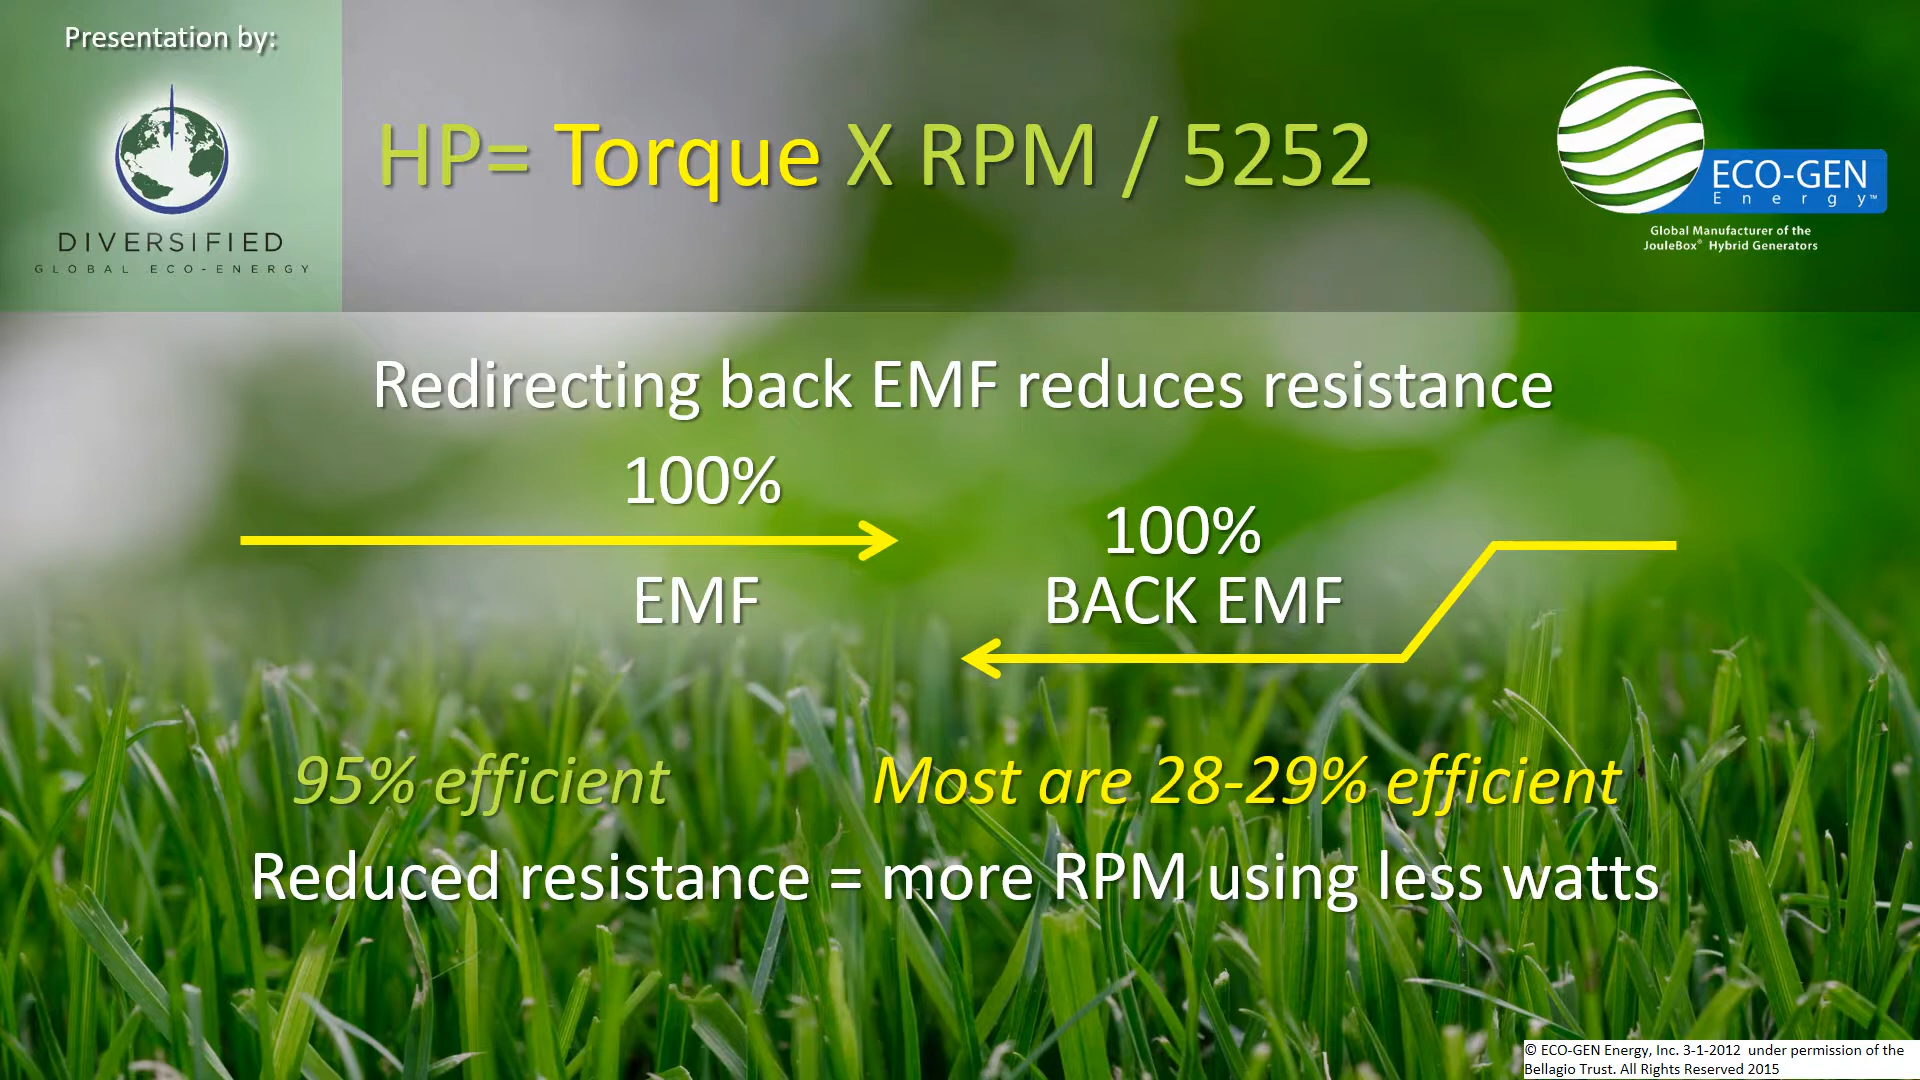 Presentation by:
DIVERSIFIED
GLOBAL ECO-ENERGY
HP= Torque X RPM / 5252
ECO-GEN
Energy™
Global Manufacturer of the
JouleBox® Hybrid Generators
Redirecting back EMF reduces resistance
100%
EMF
100%
BACK EMF
95% efficient
Most are 28-29% efficient
Reduced resistance = more RPM using less watts
© ECO-GEN Energy, Inc. 3-1-2012 under permission of the
Bellagio Trust. All Rights Reserved 2015